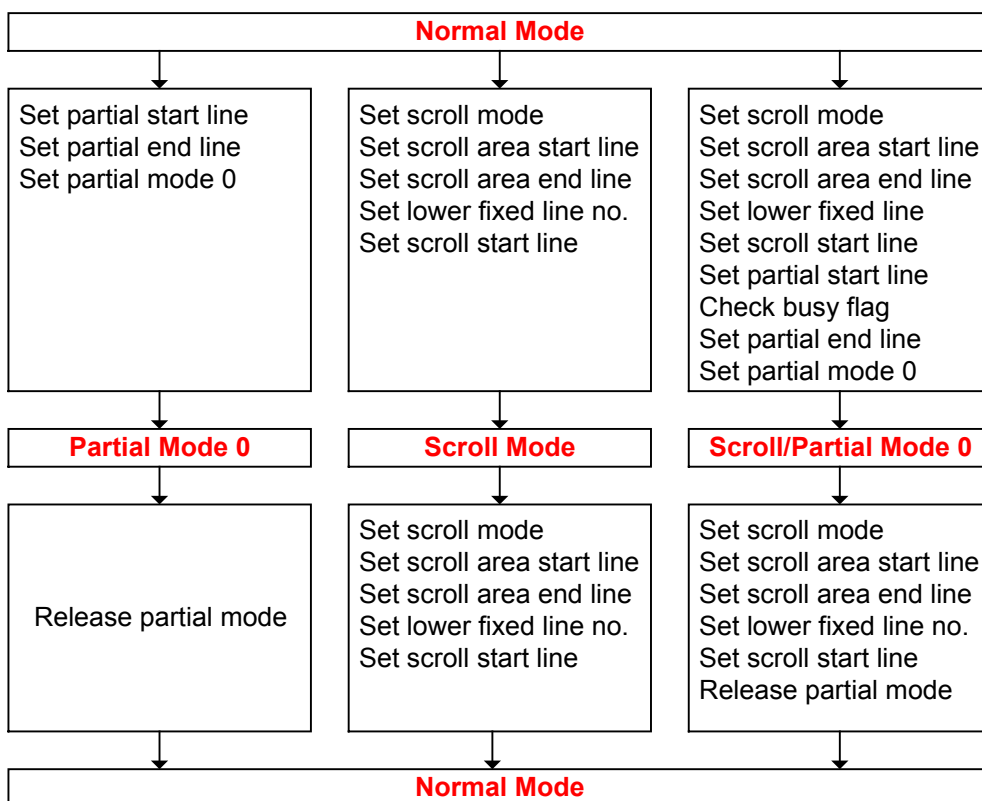 Normal Mode
Set partial start line
Set partial end line
Set partial mode 0
Set scroll mode
Set scroll area start line
Set scroll area end line
Set lower fixed line no.
Set scroll start line
Set scroll mode
Set scroll area start line
Set scroll area end line
Set lower fixed line
Set scroll start line
Set partial start line
Check busy flag
Set partial end line
Set partial mode 0
Partial Mode 0
Scroll Mode
Scroll/Partial Mode 0
Release partial mode
Set scroll mode
Set scroll area start line
Set scroll area end line
Set lower fixed line no.
Set scroll start line
Set scroll mode
Set scroll area start line
Set scroll area end line
Set lower fixed line no.
Set scroll start line
Release partial mode
Normal Mode